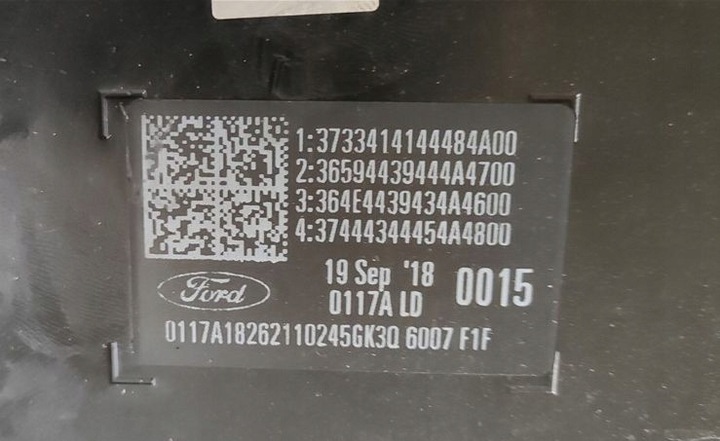 1:3733414144484A00
2:36594439444A4700
3:364E4439434A4600
4:37444344454A4800
19 Sep '18 0015
0117A LD
Ford
0117A18262110245GK3Q 6007 F1F